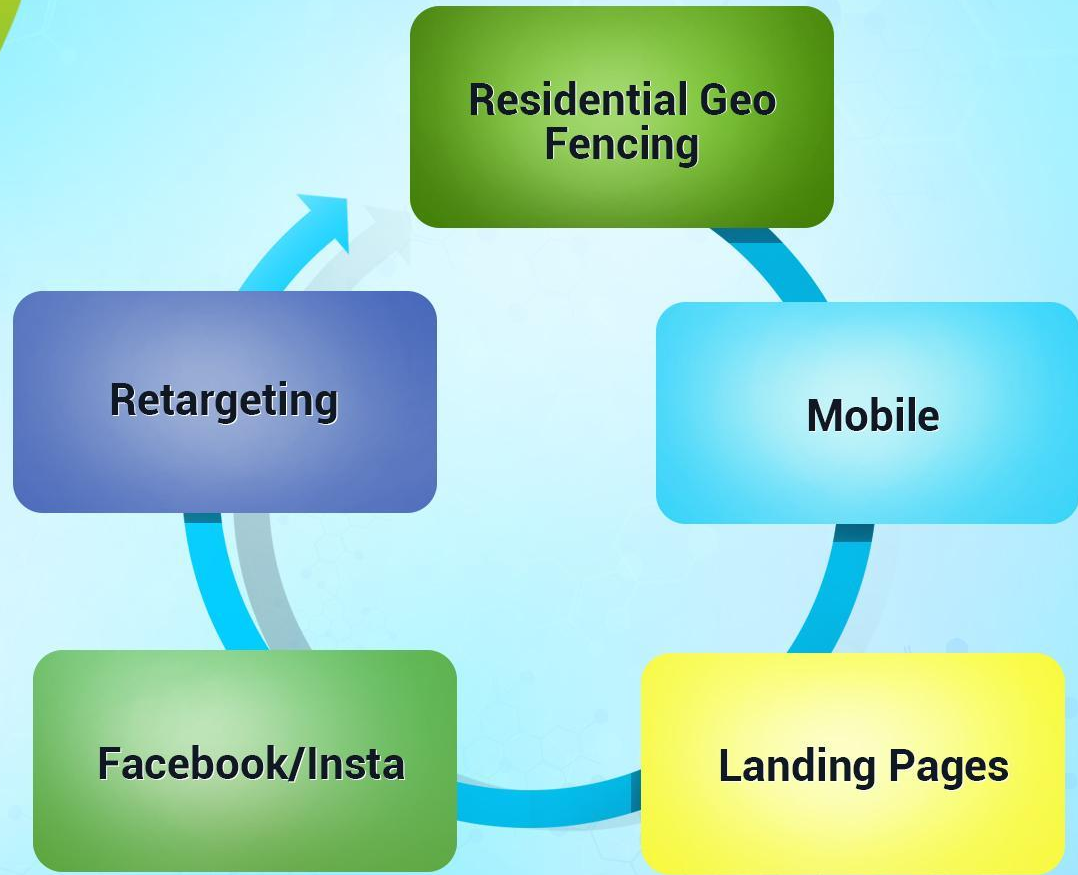 Residential Geo
Fencing
Mobile
Landing Pages
Facebook/Insta
Retargeting